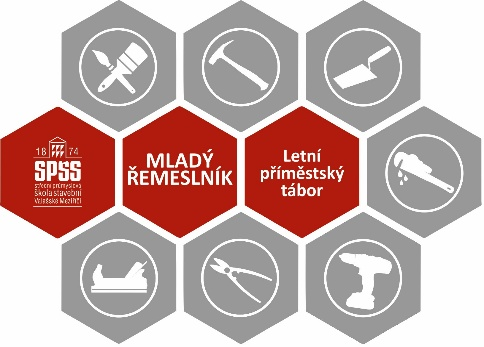 18 74
SPSS
střední průmyslová
škola stavební
Valašské Meziříčí
MLADÝ
ŘEMESLNÍK
Letní
příměstský
tábor